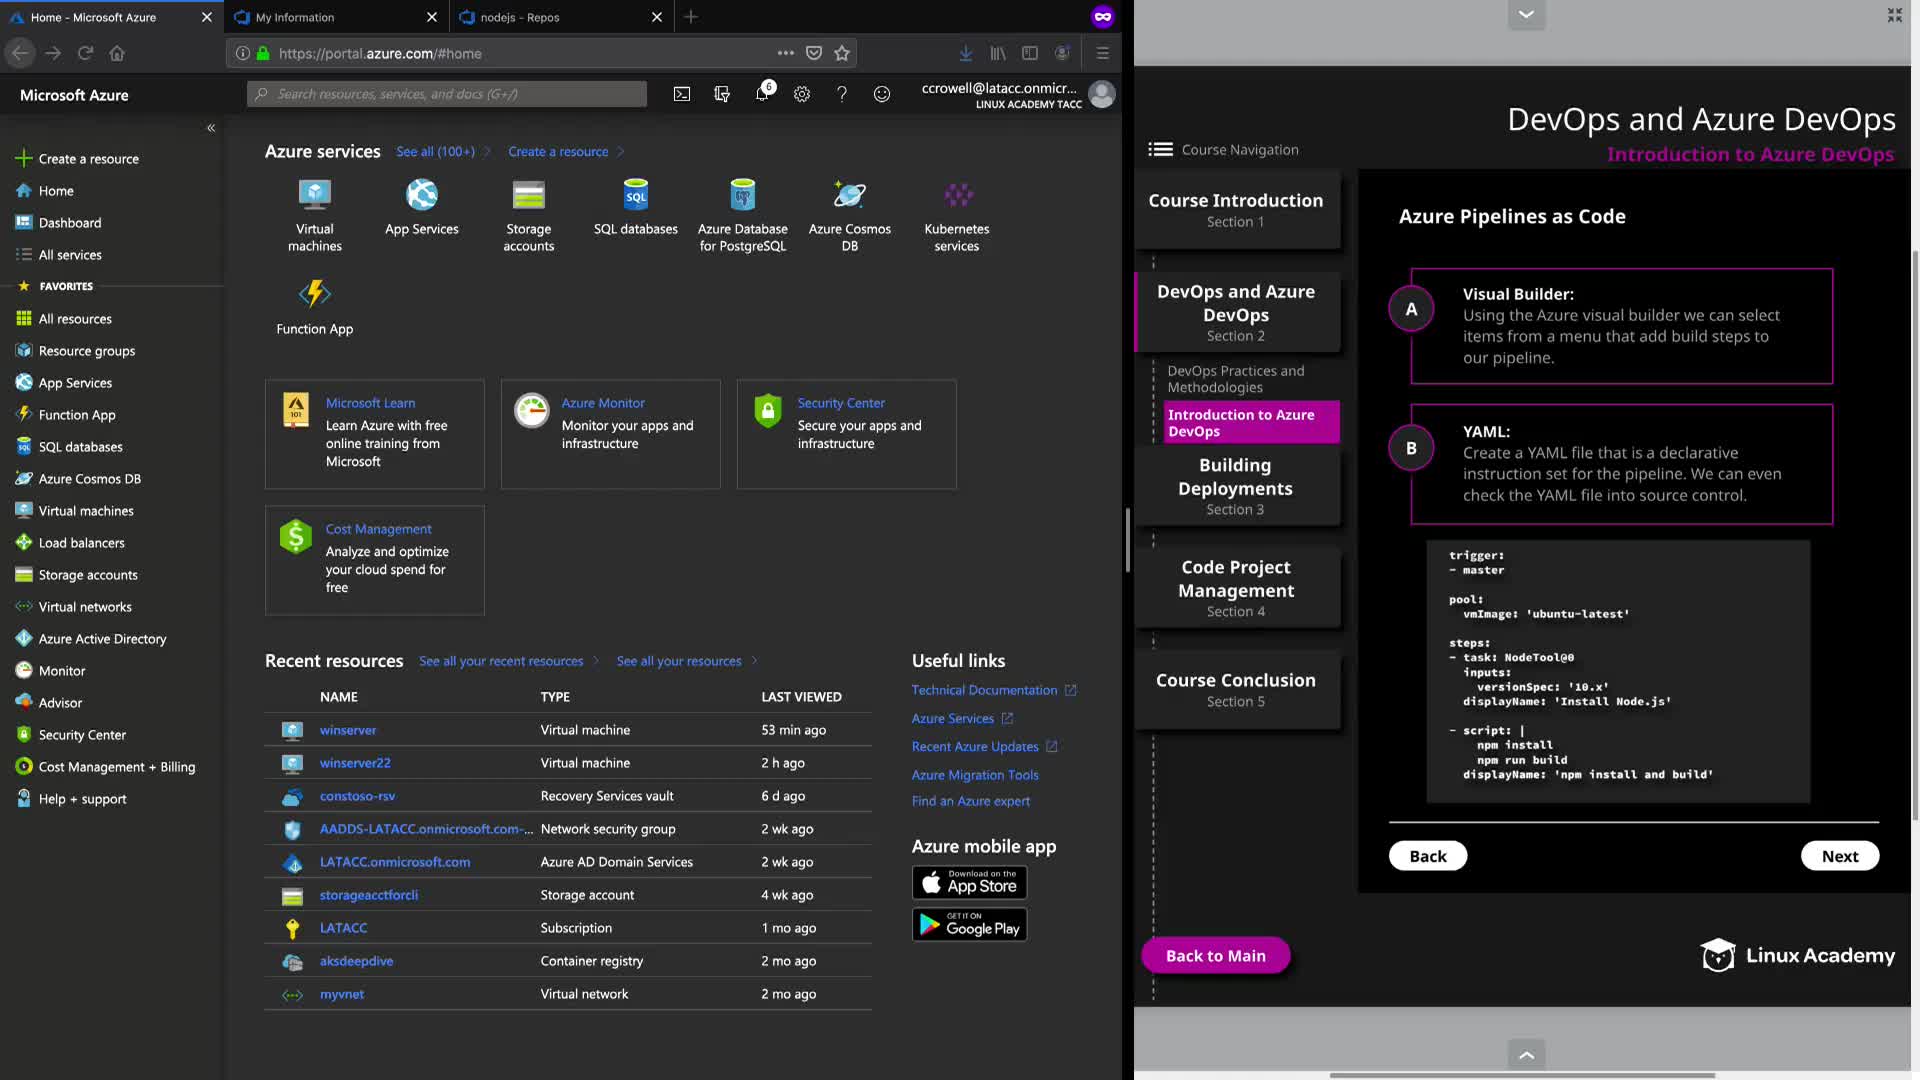 Home - Microsoft Azure
My Information
nodejs - Repos
https://portal.azure.com/#home
Microsoft Azure
Search resources, services, and docs (G+/)
6
ccrowell@latacc.onmicr...
LINUX ACADEMY TACC
Create a resource
Home
Dashboard
All services
FAVORITES
All resources
Resource groups
App Services
Function App
SQL databases
Azure Cosmos DB
Virtual machines
Load balancers
Storage accounts
Virtual networks
Azure Active Directory
Monitor
Advisor
Security Center
Cost Management + Billing
Help + support
Azure services
See all (100+)
Create a resource
Virtual
machines
App Services
Storage
accounts
SQL
SQL databases
Azure Database
for PostgreSQL
Azure Cosmos
DB
Kubernetes
services
Function App
101
Microsoft Learn
Learn Azure with free
online training from
Microsoft
Azure Monitor
Monitor your apps and
infrastructure
Security Center
Secure your apps and
infrastructure
Cost Management
Analyze and optimize
your cloud spend for
free
Recent resources
See all your recent resources
See all your resources
NAME TYPE LAST VIEWED
winserver Virtual machine 53 min ago
winserver22 Virtual machine 2 h ago
constoso-rsv Recovery Services vault 6 d ago
AADDS-LATACC.onmicrosoft.com-... Network security group 2 wk ago
LATACC.onmicrosoft.com Azure AD Domain Services 2 wk ago
storageacctforcli Storage account 4 wk ago
LATACC Subscription 1 mo ago
aksdeepdive Container registry 2 mo ago
myvnet Virtual network 2 mo ago
Useful links
Technical Documentation
Azure Services
Recent Azure Updates
Azure Migration Tools
Find an Azure expert
Azure mobile app
Download on the
App Store
GET IT ON
Google Play
DevOps and Azure DevOps
Introduction to Azure DevOps
Course Navigation
Course Introduction
Section 1
DevOps and Azure
DevOps
Section 2
DevOps Practices and
Methodologies
Introduction to Azure
DevOps
Building
Deployments
Section 3
Code Project
Management
Section 4
Course Conclusion
Section 5
Back to Main
Azure Pipelines as Code
A
Visual Builder:
Using the Azure visual builder we can select
items from a menu that add build steps to
our pipeline.
B
YAML:
Create a YAML file that is a declarative
instruction set for the pipeline. We can even
check the YAML file into source control.
trigger:
- master
pool:
vmImage: 'ubuntu-latest'
steps:
- task: NodeTool@0
inputs:
versionSpec: '10.x'
displayName: 'Install Node.js'
- script: |
npm install
npm run build
displayName: 'npm install and build'
Back
Next
Linux Academy